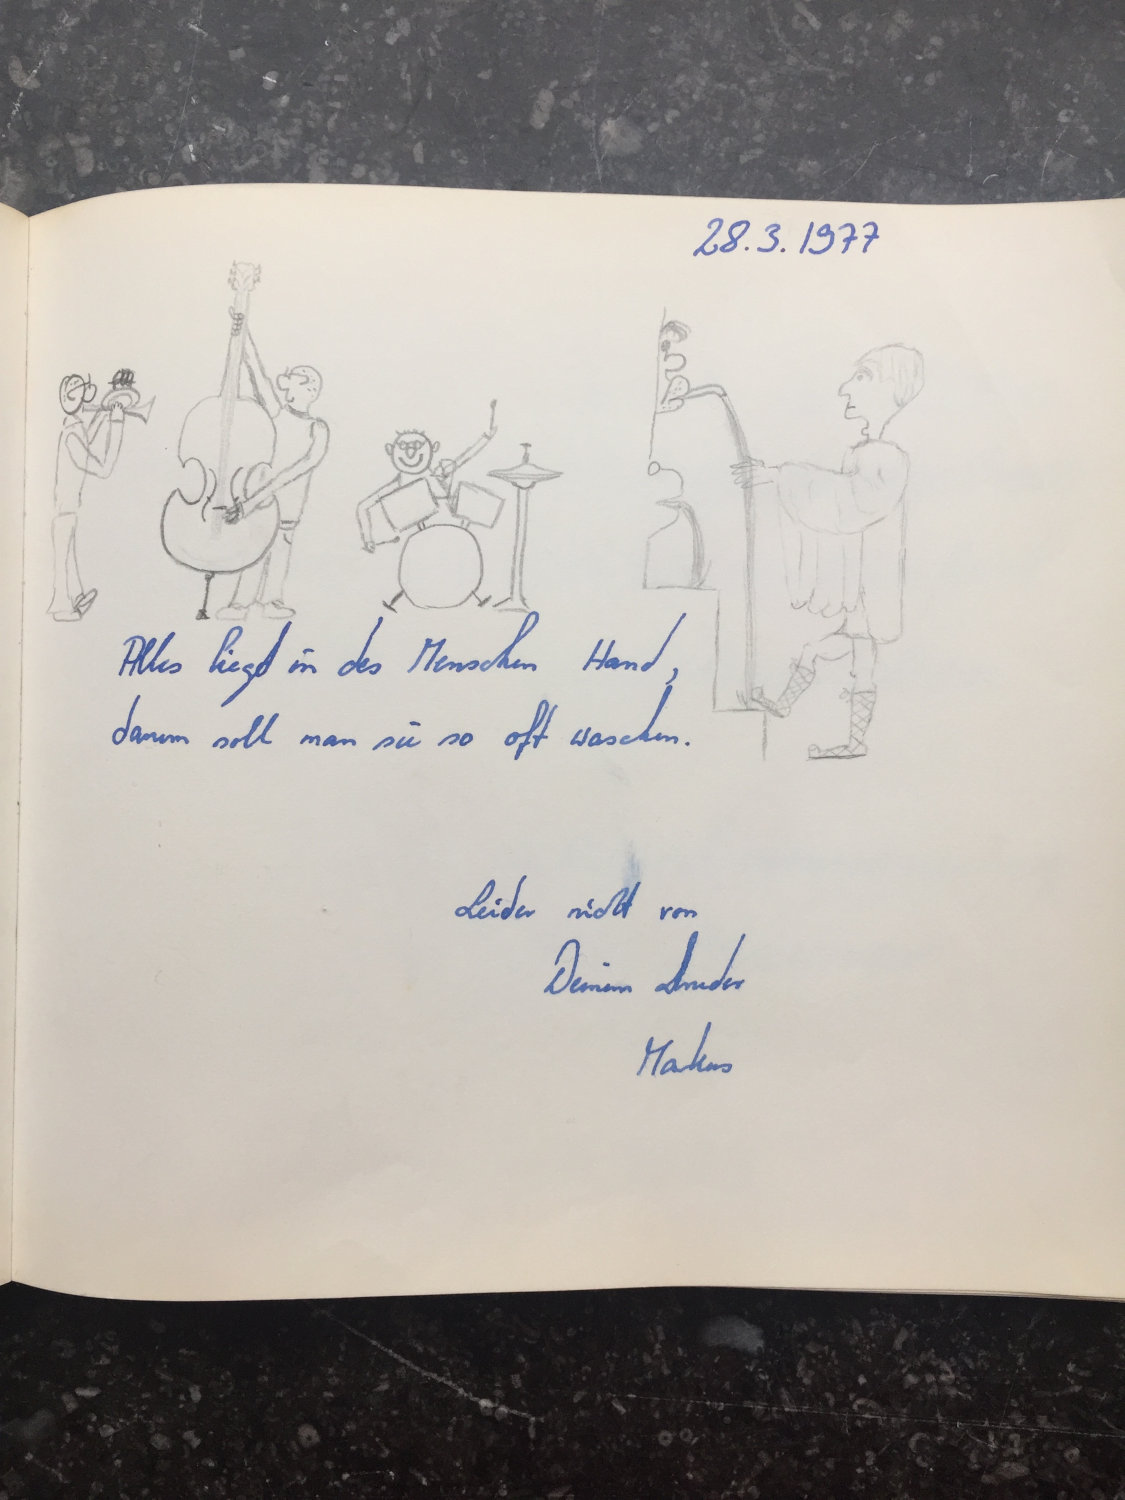 28.3.1977
Alles liegt in des Menschen Hand,
darum soll man sie so oft waschen.
Leider nicht von
Deinem Bruder
Markus